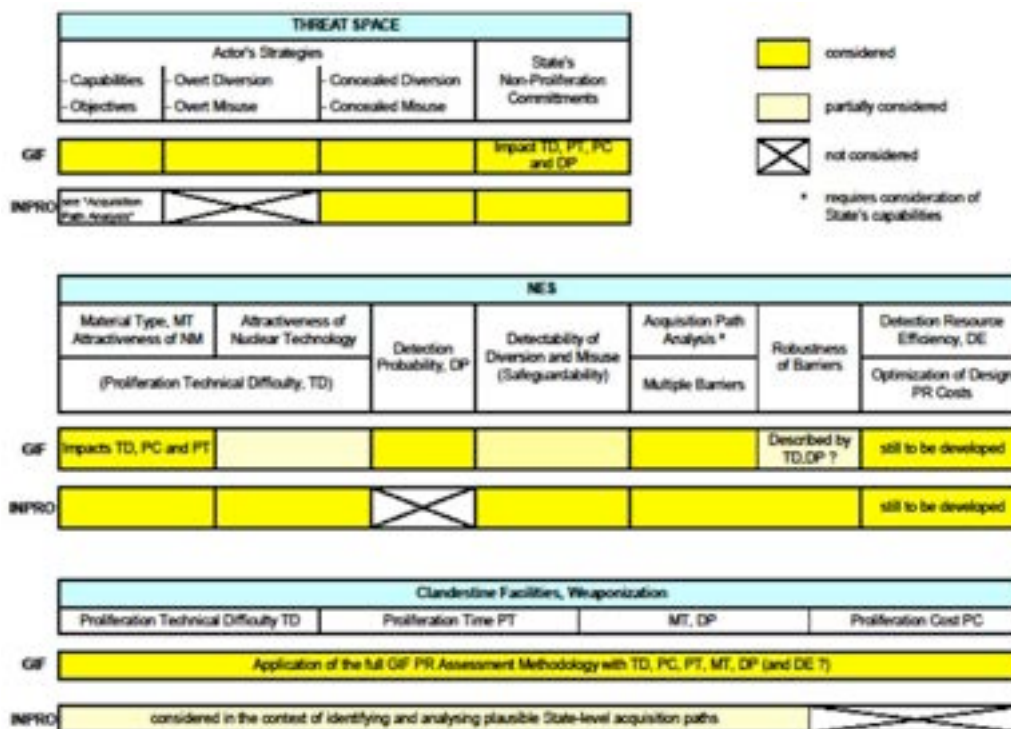 THREAT SPACE
Actor's Strategies
- Capabilities
- Objectives
- Overt Diversion
- Overt Misuse
- Concealed Diversion
- Concealed Misuse
State's
Non-Proliferation
Committments
considered
partially considered
not considered
* requires consideration of
State's capabilities
GIF
Impact TD, PT, PC
and DP
INPRO
see "Acquisition
Path Analysis"
NES
Material Type, MT
Attractiveness of NM
Attractiveness of
Nuclear Technology
(Proliferation Technical Difficulty, TD)
Detection
Probability, DP
Detectability of
Diversion and Misuse
(Safeguardability)
Acquisition Path
Analysis *
Multiple Barriers
Robustness
of Barriers
Detection Resource
Efficiency, DE
Optimization of Design
PR Costs
GIF
Impacts TD, PC and PT
Described by
TD,DP ?
still to be developed
INPRO
still to be developed
Clandestine Facilities, Weaponization
Proliferation Technical Difficulty TD
Proliferation Time PT
MT, DP
Proliferation Cost PC
GIF
Application of the full GIF PR Assessment Methodology with TD, PC, PT, MT, DP (and DE ?)
INPRO
considered in the context of identifying and analysing plausible State-level acquisition paths